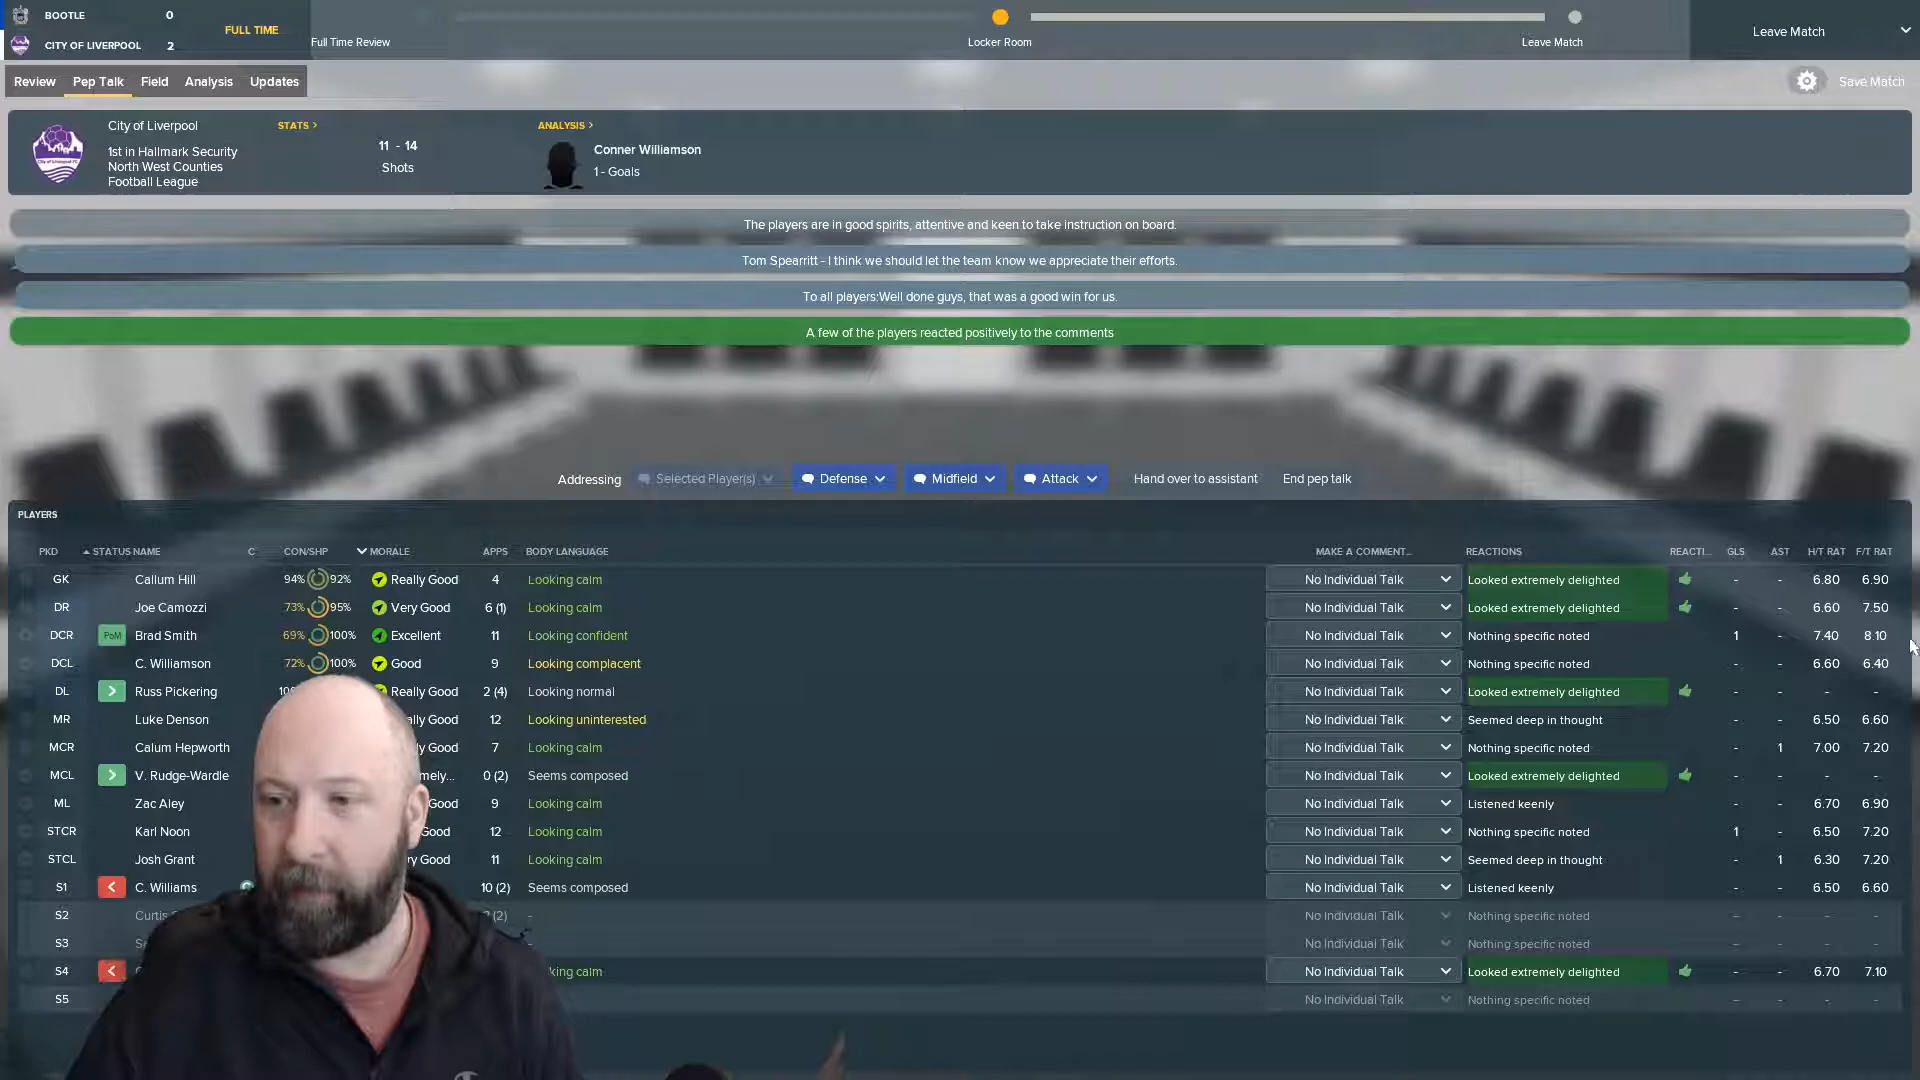 BOOTLE 0
CITY OF LIVERPOOL 2
FULL TIME
Full Time Review
Locker Room
Leave Match
Leave Match
Review Pep Talk Field Analysis Updates
Save Match
City of Liverpool
1st in Hallmark Security
North West Counties
Football League
STATS >
11 - 14
Shots
ANALYSIS >
Conner Williamson
1 - Goals
The players are in good spirits, attentive and keen to take instruction on board.
Tom Spearritt - I think we should let the team know we appreciate their efforts.
To all players:Well done guys, that was a good win for us.
A few of the players reacted positively to the comments
Addressing Selected Player(s) Defense Midfield Attack Hand over to assistant End pep talk
PLAYERS
PKD STATUS NAME C CON/SHP MORALE APPS BODY LANGUAGE MAKE A COMMENT... REACTIONS REACTI... GLS AST H/T RAT F/T RAT
GK Callum Hill 94% 92% Really Good 4 Looking calm No Individual Talk Looked extremely delighted - - 6.80 6.90
DR Joe Camozzi 73% 95% Very Good 6 (1) Looking calm No Individual Talk Looked extremely delighted - - 6.60 7.50
DCR PoM Brad Smith 69% 100% Excellent 11 Looking confident No Individual Talk Nothing specific noted 1 - 7.40 8.10
DCL C. Williamson 72% 100% Good 9 Looking complacent No Individual Talk Nothing specific noted - - 6.60 6.40
DL Russ Pickering Really Good 2 (4) Looking normal No Individual Talk Looked extremely delighted - - - -
MR Luke Denson ally Good 12 Looking uninterested No Individual Talk Seemed deep in thought - - 6.50 6.60
MCR Calum Hepworth ly Good 7 Looking calm No Individual Talk Nothing specific noted - 1 7.00 7.20
MCL V. Rudge-Wardle mely... 0 (2) Seems composed No Individual Talk Looked extremely delighted - - - -
ML Zac Aley Good 9 Looking calm No Individual Talk Listened keenly - - 6.70 6.90
STCR Karl Noon Good 12 Looking calm No Individual Talk Nothing specific noted 1 - 6.50 7.20
STCL Josh Grant ry Good 11 Looking calm No Individual Talk Seemed deep in thought - 1 6.30 7.20
S1 C. Williams 10 (2) Seems composed No Individual Talk Listened keenly - - 6.50 6.60
S2 Curtis (2) - No Individual Talk Nothing specific noted - - - -
S3 - No Individual Talk Nothing specific noted - - - -
S4 king calm No Individual Talk Looked extremely delighted - - 6.70 7.10
S5 No Individual Talk Nothing specific noted - - - -